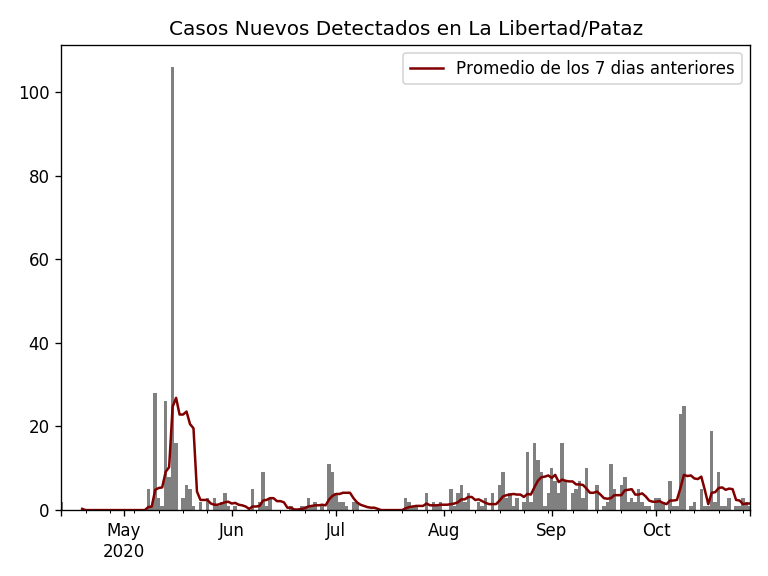 Casos Nuevos Detectados en La Libertad/Pataz
Promedio de los 7 dias anteriores
100
80
60
40
20
0
May Jun Jul Aug Sep Oct
2020